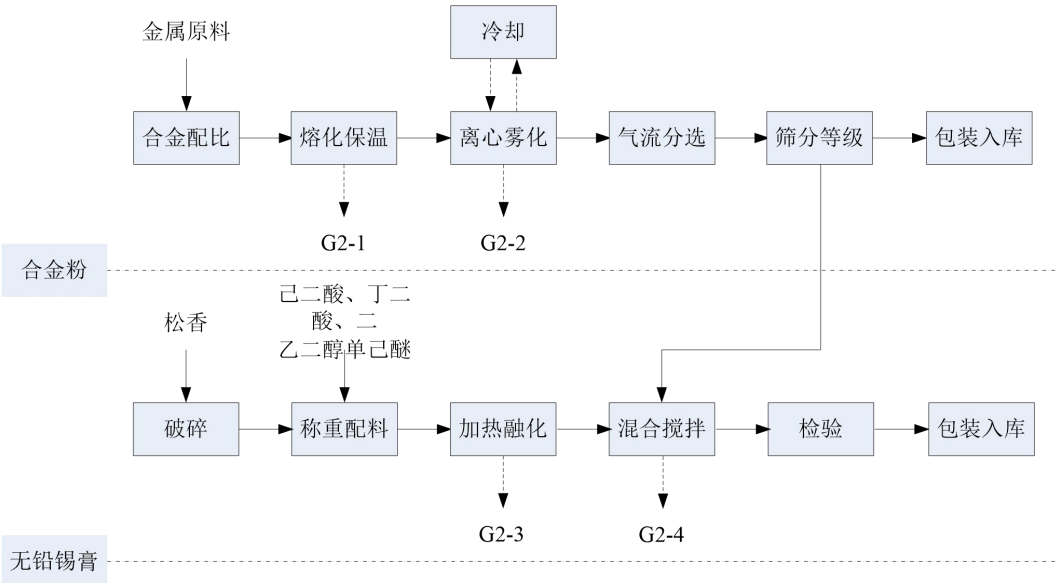 金属原料
冷却
合金配比
熔化保温
离心雾化
气流分选
筛分等级
包装入库
G2-1
G2-2
合金粉
松香
己二酸、丁二
酸、二
乙二醇单己醚
破碎
称重配料
加热融化
混合搅拌
检验
包装入库
G2-3
G2-4
无铅锡膏